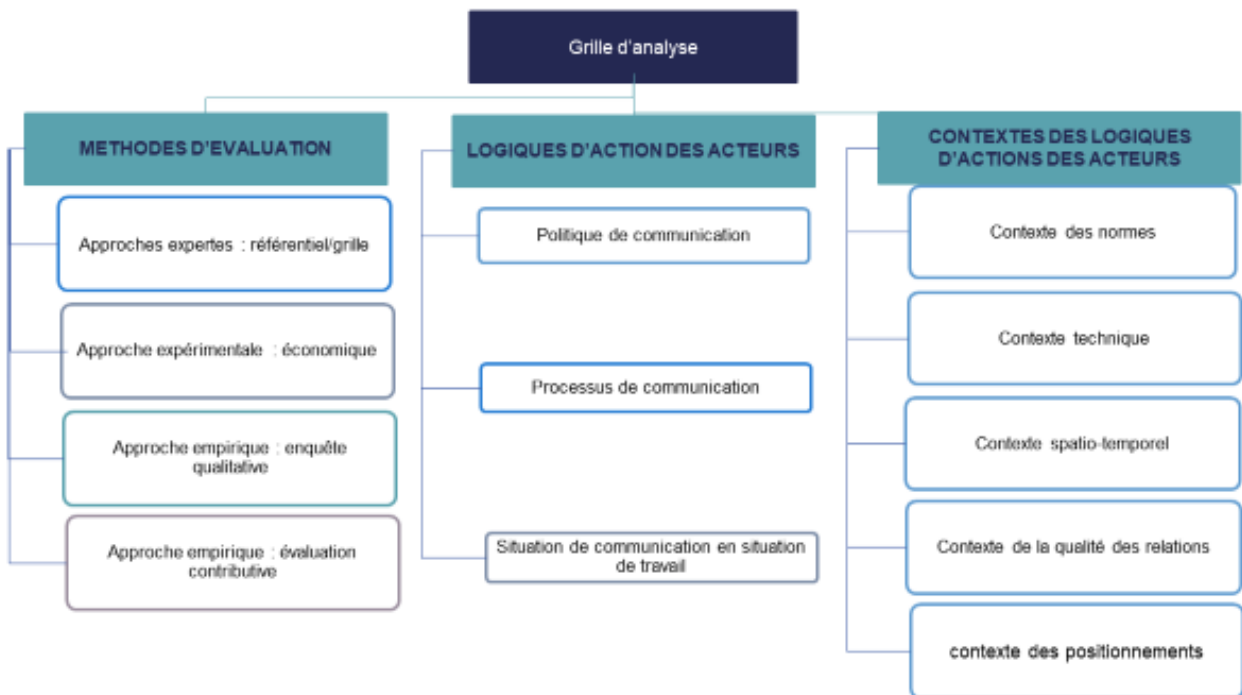 Grille d'analyse
METHODES D'EVALUATION
Approches expertes : référentiel/grille
Approche expérimentale : économique
Approche empirique : enquête
qualitative
Approche empirique : évaluation
contributive
LOGIQUES D'ACTION DES ACTEURS
Politique de communication
Processus de communication
Situation de communication en situation
de travail
CONTEXTES DES LOGIQUES
D'ACTIONS DES ACTEURS
Contexte des normes
Contexte technique
Contexte spatio-temporel
Contexte de la qualité des relations
contexte des positionnements